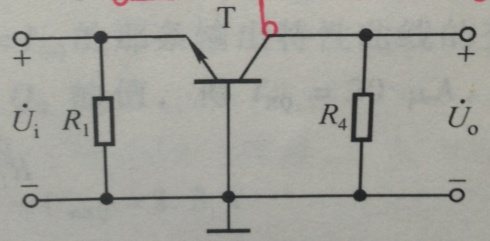 T
+ +
U̇i R1 R4 U̇o
− −